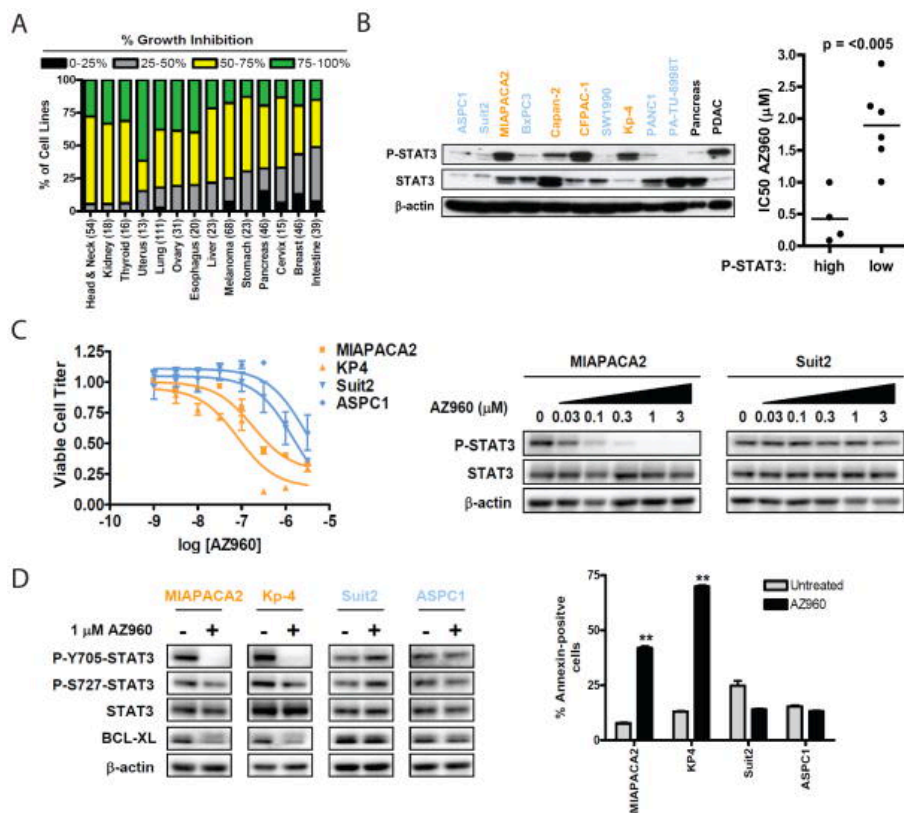 A
% Growth Inhibition
0-25% 25-50% 50-75% 75-100%
% of Cell Lines
100
75
50
25
0
Head & Neck (54)
Kidney (18)
Thyroid (16)
Uterus (13)
Lung (111)
Ovary (31)
Esophagus (20)
Liver (23)
Melanoma (68)
Stomach (23)
Pancreas (46)
Cervix (15)
Breast (46)
Intestine (39)
B
ASPC1
Suit2
MIAPACA2
BxPC3
Capan-2
CFPAC-1
SW1990
Kp-4
PANC1
PA-TU-8998T
Pancreas
PDAC
P-STAT3
STAT3
β-actin
p = <0.005
IC50 AZ960 (μM)
3.0
2.5
2.0
1.5
1.0
0.5
0.0
P-STAT3: high low
C
Viable Cell Titer
1.25
1.00
0.75
0.50
0.25
0.00
-10 -9 -8 -7 -6 -5
log [AZ960]
MIAPACA2
KP4
Suit2
ASPC1
MIAPACA2 Suit2
AZ960 (μM)
0 0.03 0.1 0.3 1 3 0 0.03 0.1 0.3 1 3
P-STAT3
STAT3
β-actin
D
MIAPACA2 Kp-4 Suit2 ASPC1
1 μM AZ960 - + - + - + - +
P-Y705-STAT3
P-S727-STAT3
STAT3
BCL-XL
β-actin
% Annexin-positive
cells
75
50
25
0
** **
Untreated
AZ960
MIAPACA2
KP4
Suit2
ASPC1